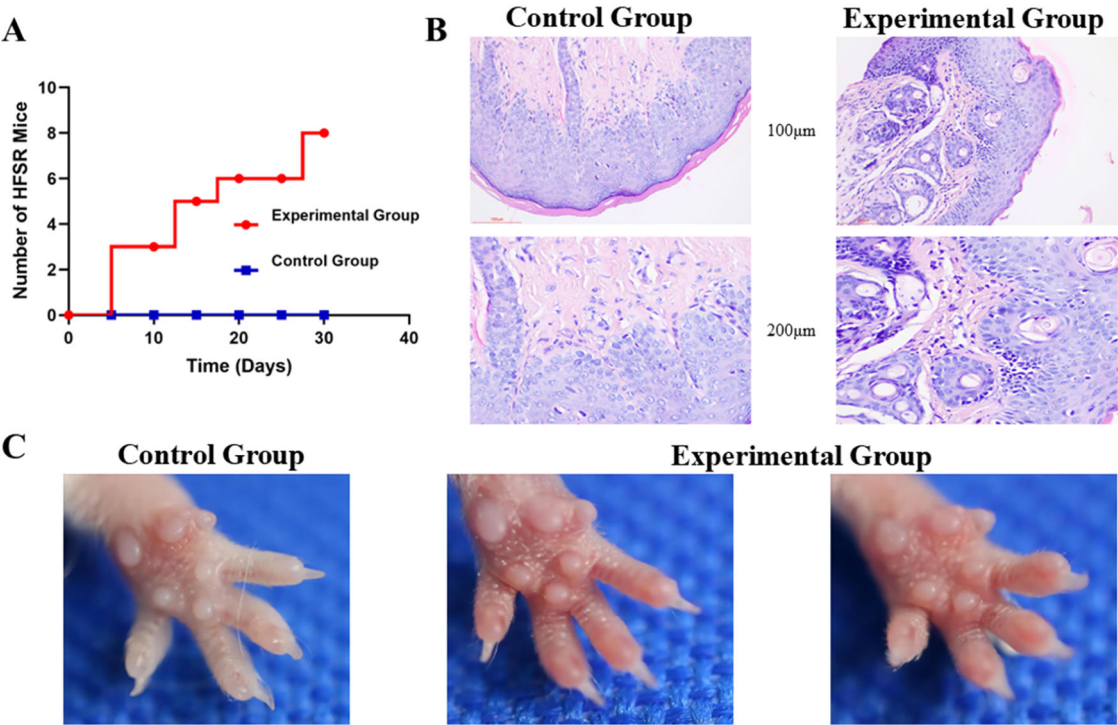 A
Number of HFSR Mice
10
8
6
4
2
0
0
10
20
30
40
Time (Days)
Experimental Group
Control Group
B
Control Group
Experimental Group
100μm
200μm
C
Control Group
Experimental Group